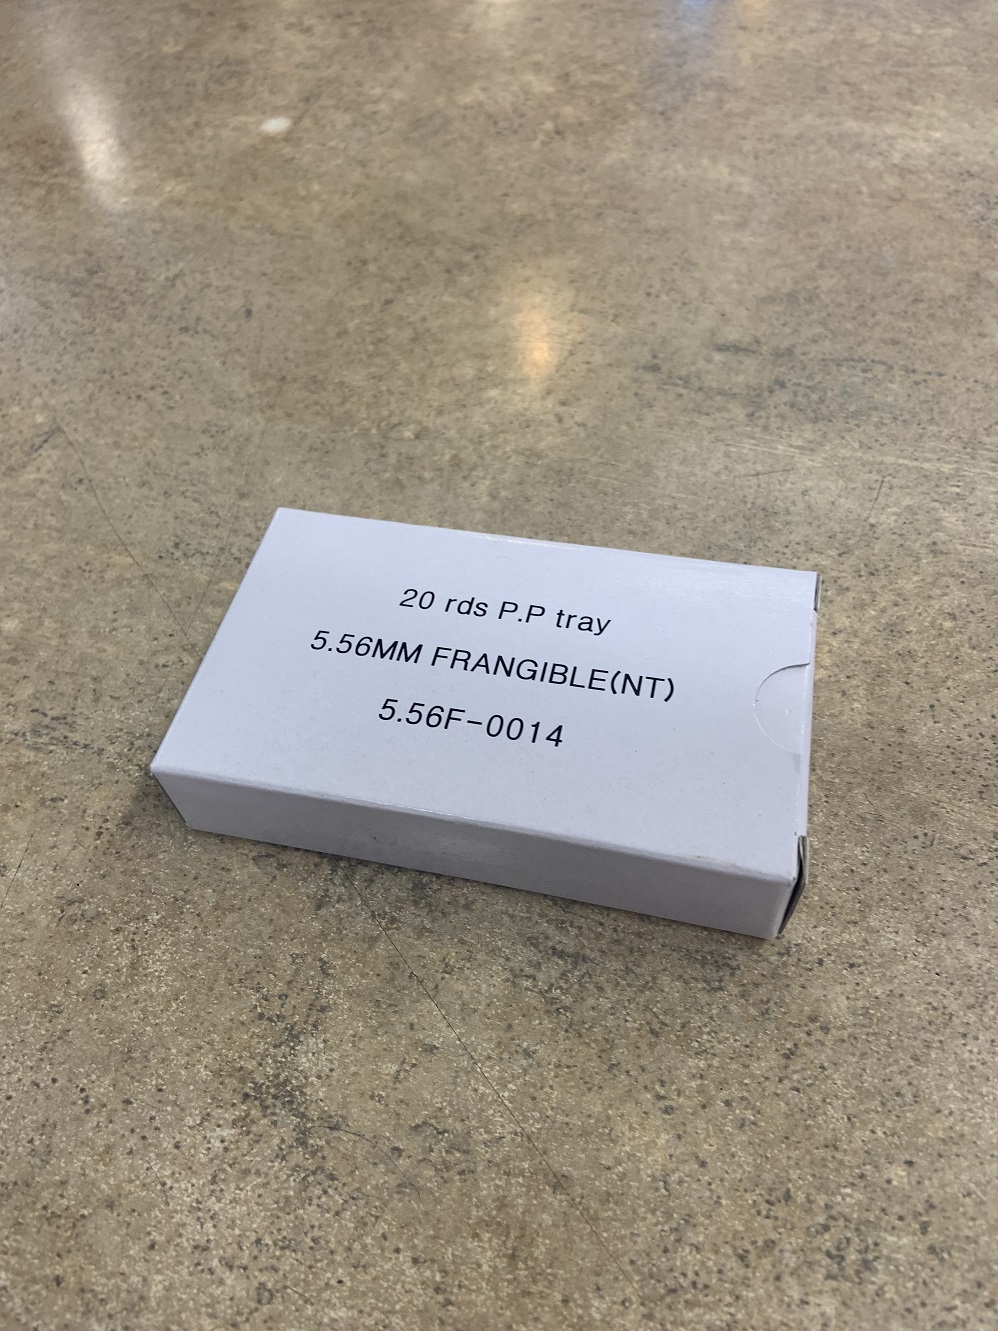 20 rds P.P tray
5.56MM FRANGIBLE(NT)
5.56F-0014